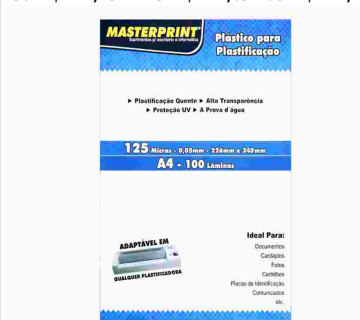 MASTERPRINT
Suprimentos p/ escritório e informática
Plástico para
Plastificação
▶ Plastificação Quente ▶ Alta Transparência
▶ Proteção UV ▶ A Prova d´água
125 Micras - 0,05mm - 226mm x 340mm
A4 - 100 Lâminas
ADAPTÁVEL EM
QUALQUER PLASTIFICADORA
Ideal Para:
Documentos
Cardápios
Fotos
Certidões
Placas de Identificação
Comunicados
etc.